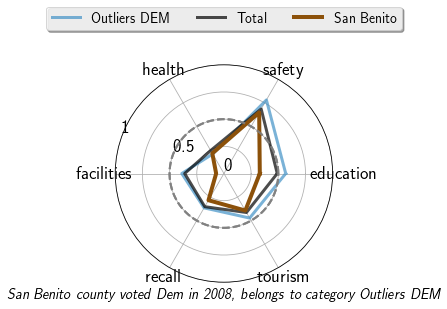 Outliers DEM Total San Benito
health safety
1
0.5
0
facilities education
recall tourism
San Benito county voted Dem in 2008, belongs to category Outliers DEM